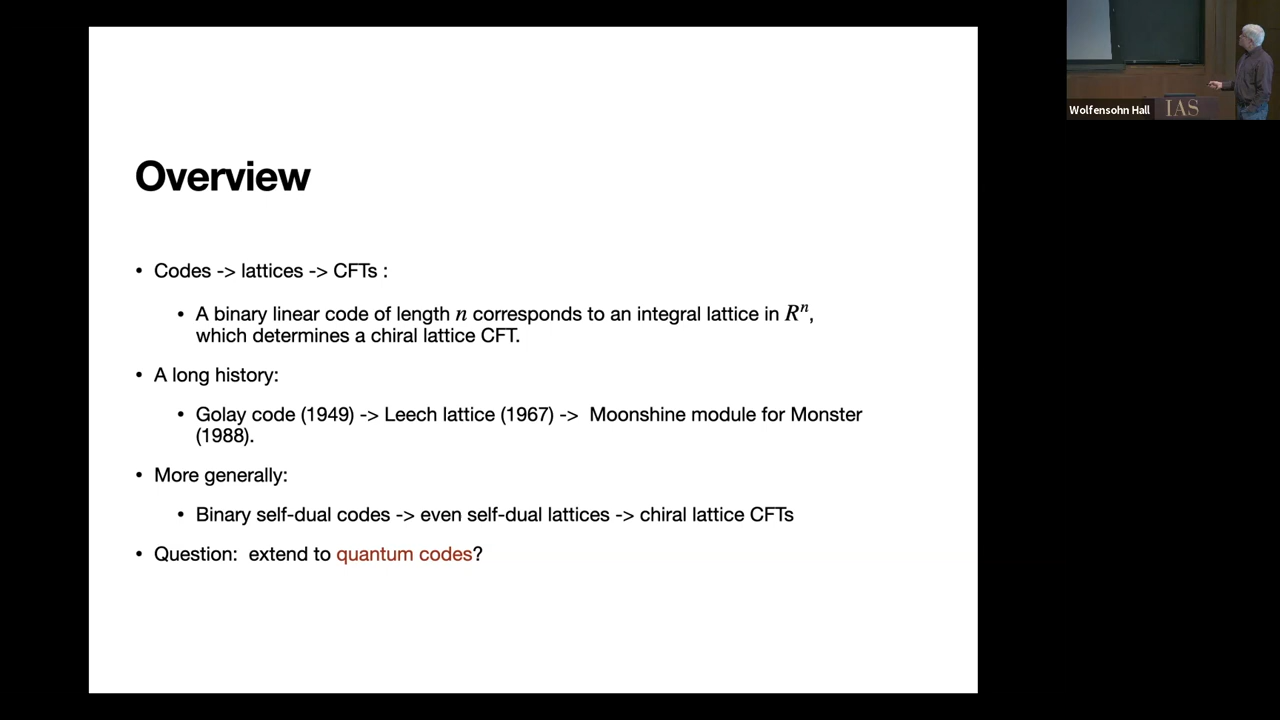 Wolfensohn Hall
IAS
Overview
• Codes -> lattices -> CFTs :
• A binary linear code of length n corresponds to an integral lattice in Rⁿ,
which determines a chiral lattice CFT.
• A long history:
• Golay code (1949) -> Leech lattice (1967) -> Moonshine module for Monster
(1988).
• More generally:
• Binary self-dual codes -> even self-dual lattices -> chiral lattice CFTs
• Question: extend to quantum codes?